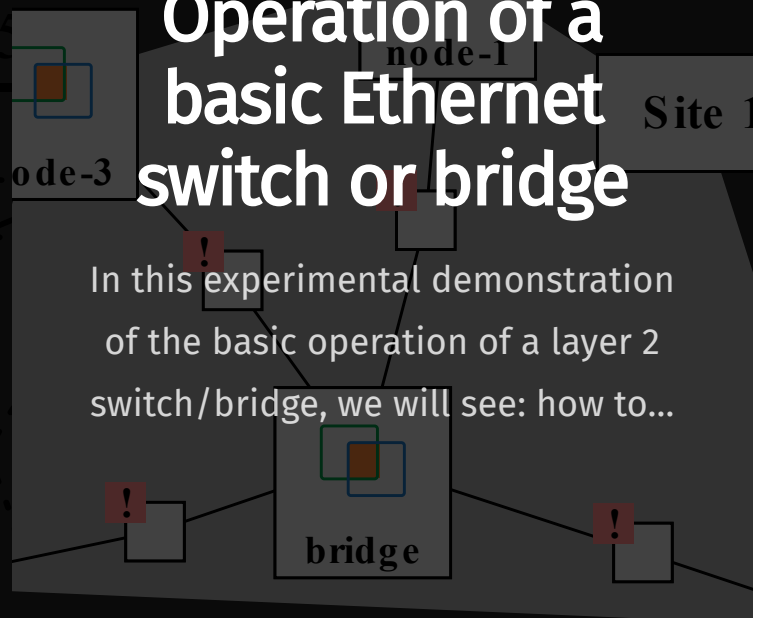 Operation of a
basic Ethernet
switch or bridge
In this experimental demonstration
of the basic operation of a layer 2
switch/bridge, we will see: how to...
node-1
Site 1
ode-3
!
!
bridge
!
!